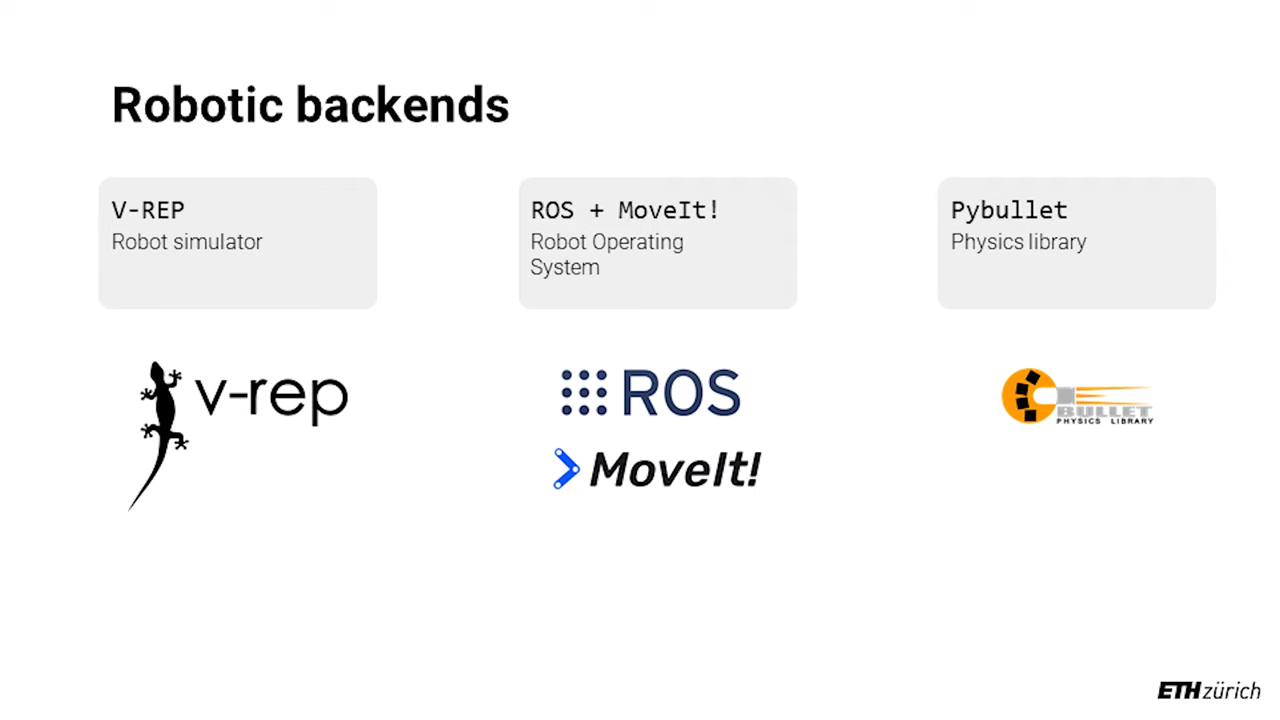 Robotic backends
V-REP
Robot simulator
ROS + MoveIt!
Robot Operating
System
Pybullet
Physics library
v-rep
ROS
MoveIt!
BULLET
PHYSICS LIBRARY
ETH zürich